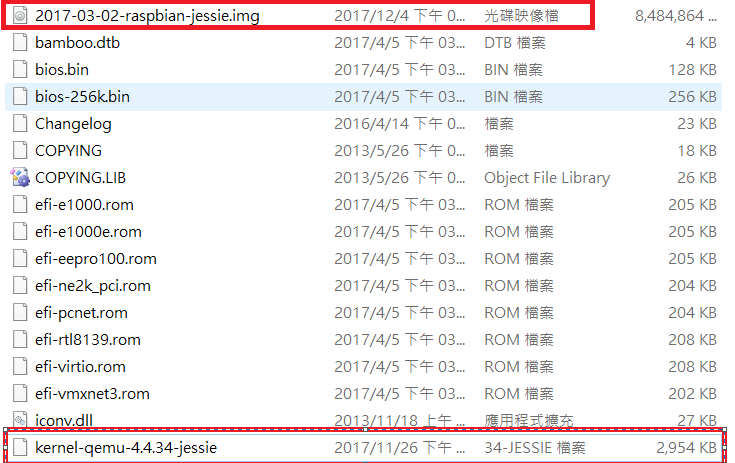 2017-03-02-raspbian-jessie.img 2017/12/4 下午 0... 光碟映像檔 8,484,864 ...
bamboo.dtb 2017/4/5 下午 03... DTB 檔案 4 KB
bios.bin 2017/4/5 下午 03... BIN 檔案 128 KB
bios-256k.bin 2017/4/5 下午 03... BIN 檔案 256 KB
Changelog 2016/4/14 下午 0... 檔案 23 KB
COPYING 2013/5/26 下午 0... 檔案 18 KB
COPYING.LIB 2013/5/26 下午 0... Object File Library 26 KB
efi-e1000.rom 2017/4/5 下午 03... ROM 檔案 205 KB
efi-e1000e.rom 2017/4/5 下午 03... ROM 檔案 205 KB
efi-eepro100.rom 2017/4/5 下午 03... ROM 檔案 205 KB
efi-ne2k_pci.rom 2017/4/5 下午 03... ROM 檔案 205 KB
efi-pcnet.rom 2017/4/5 下午 03... ROM 檔案 205 KB
efi-rtl8139.rom 2017/4/5 下午 03... ROM 檔案 208 KB
efi-virtio.rom 2017/4/5 下午 03... ROM 檔案 208 KB
efi-vmxnet3.rom 2017/4/5 下午 03... ROM 檔案 202 KB
iconv.dll 2013/11/18 上午 ... 應用程式擴充 27 KB
kernel-qemu-4.4.34-jessie 2017/11/26 下午 ... 34-JESSIE 檔案 2,954 KB